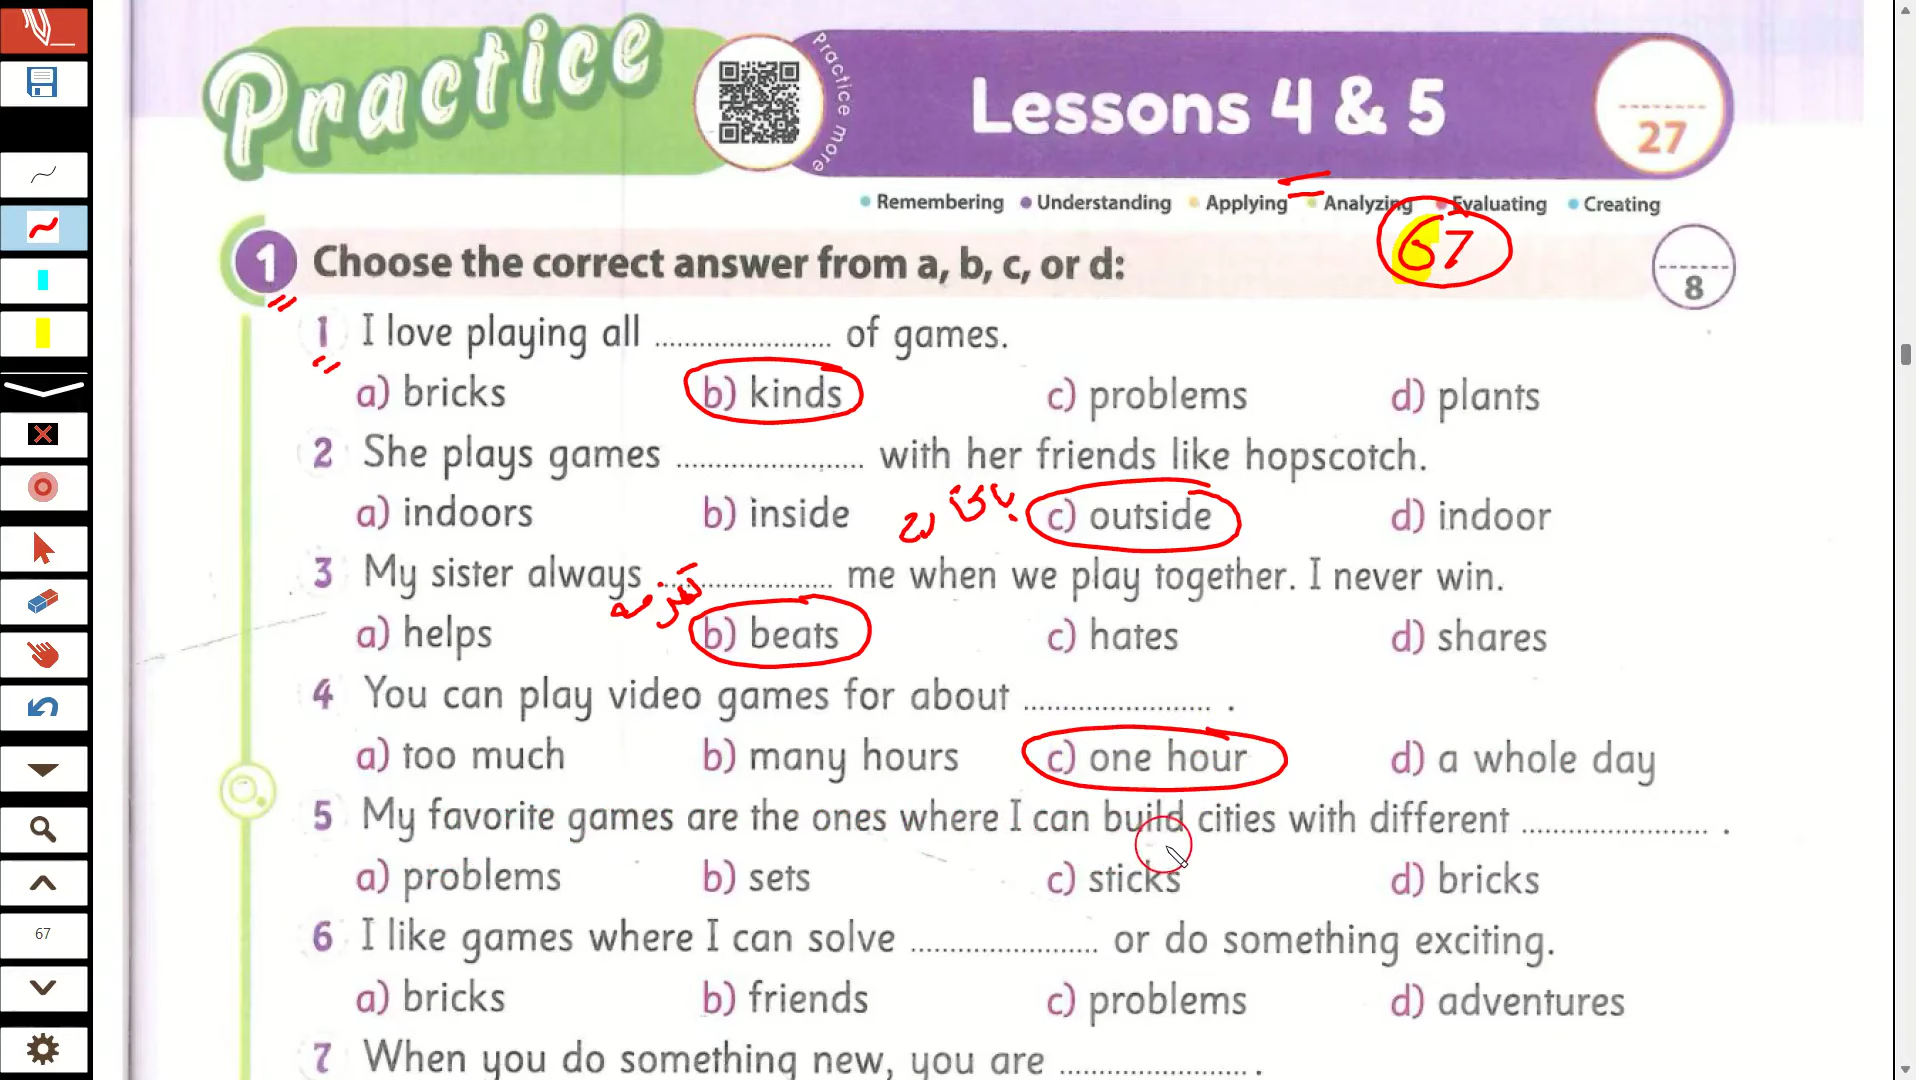 Practice
Practice more
Lessons 4 & 5
27
Remembering Understanding Applying Analyzing Evaluating Creating
67
1 Choose the correct answer from a, b, c, or d:
8
1 I love playing all ........................ of games.
a) bricks b) kinds c) problems d) plants
2 She plays games ........................ with her friends like hopscotch.
a) indoors b) inside c) outside d) indoor
3 My sister always ........................ me when we play together. I never win.
a) helps b) beats c) hates d) shares
4 You can play video games for about ........................ .
a) too much b) many hours c) one hour d) a whole day
5 My favorite games are the ones where I can build cities with different ........................ .
a) problems b) sets c) sticks d) bricks
6 I like games where I can solve ........................ or do something exciting.
a) bricks b) friends c) problems d) adventures
7 When you do something new, you are ........................ .
67